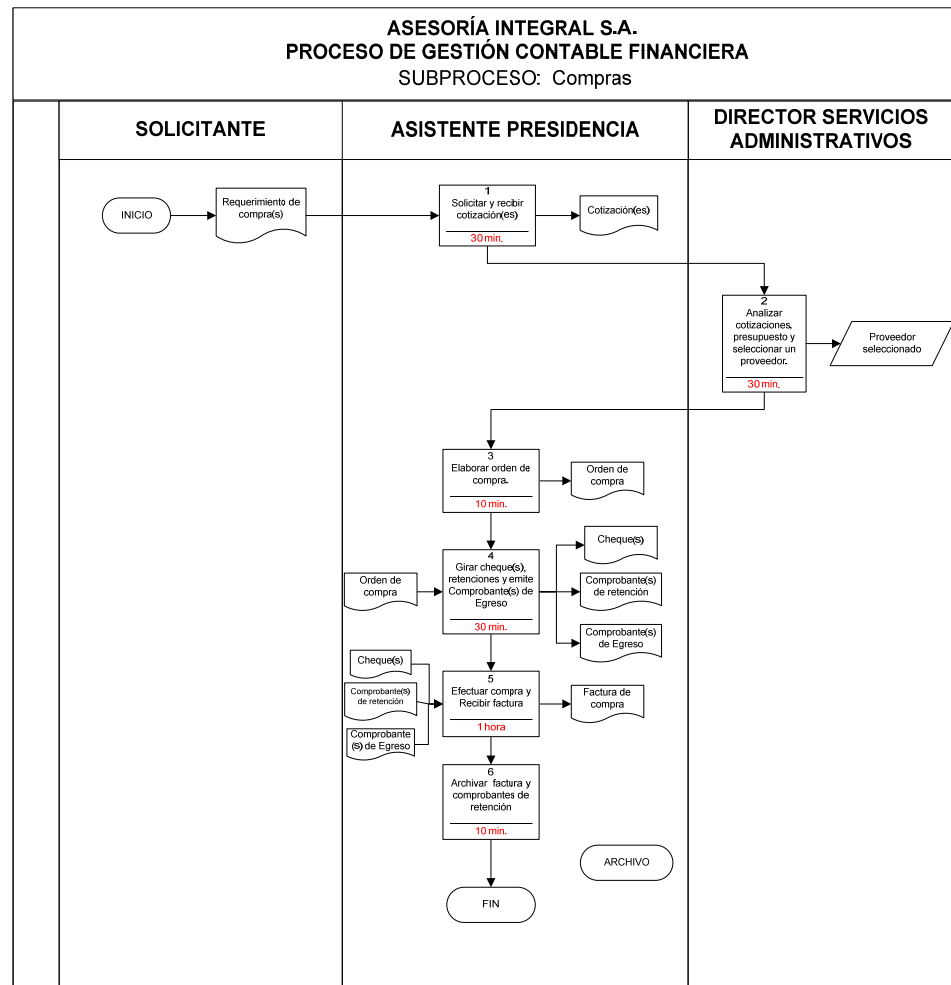 ASESORÍA INTEGRAL S.A.
PROCESO DE GESTIÓN CONTABLE FINANCIERA
SUBPROCESO: Compras
SOLICITANTE
ASISTENTE PRESIDENCIA
DIRECTOR SERVICIOS
ADMINISTRATIVOS
INICIO
Requerimiento de
compra(s)
1
Solicitar y recibir
cotización(es)
30 min.
Cotización(es)
2
Analizar
cotizaciones,
presupuesto y
seleccionar un
proveedor.
30 min.
Proveedor
seleccionado
3
Elaborar orden de
compra.
10 min.
Orden de
compra
Orden de
compra
4
Girar cheque(s),
retenciones y emite
Comprobante(s) de
Egreso
30 min.
Cheque(s)
Comprobante(s)
de retención
Comprobante(s)
de Egreso
Cheque(s)
Comprobante(s)
de retención
Comprobante
(s) de Egreso
5
Efectuar compra y
Recibir factura
1 hora
Factura de
compra
6
Archivar factura y
comprobantes de
retención
10 min.
ARCHIVO
FIN